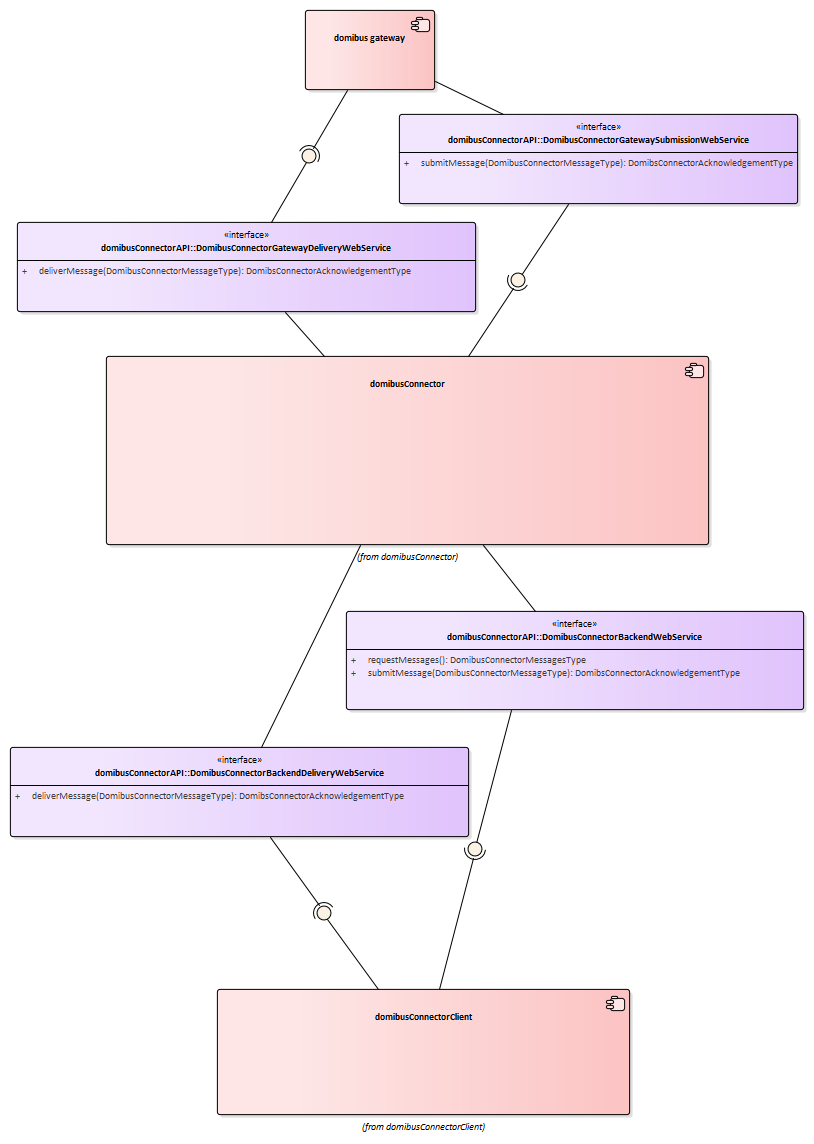 domibus gateway
«interface»
domibusConnectorAPI::DomibusConnectorGatewaySubmissionWebService
+ submitMessage(DomibusConnectorMessageType): DomibsConnectorAcknowledgementType
«interface»
domibusConnectorAPI::DomibusConnectorGatewayDeliveryWebService
+ deliverMessage(DomibusConnectorMessageType): DomibsConnectorAcknowledgementType
domibusConnector
(from domibusConnector)
«interface»
domibusConnectorAPI::DomibusConnectorBackendWebService
+ requestMessages(): DomibusConnectorMessagesType
+ submitMessage(DomibusConnectorMessageType): DomibsConnectorAcknowledgementType
«interface»
domibusConnectorAPI::DomibusConnectorBackendDeliveryWebService
+ deliverMessage(DomibusConnectorMessageType): DomibsConnectorAcknowledgementType
domibusConnectorClient
(from domibusConnectorClient)